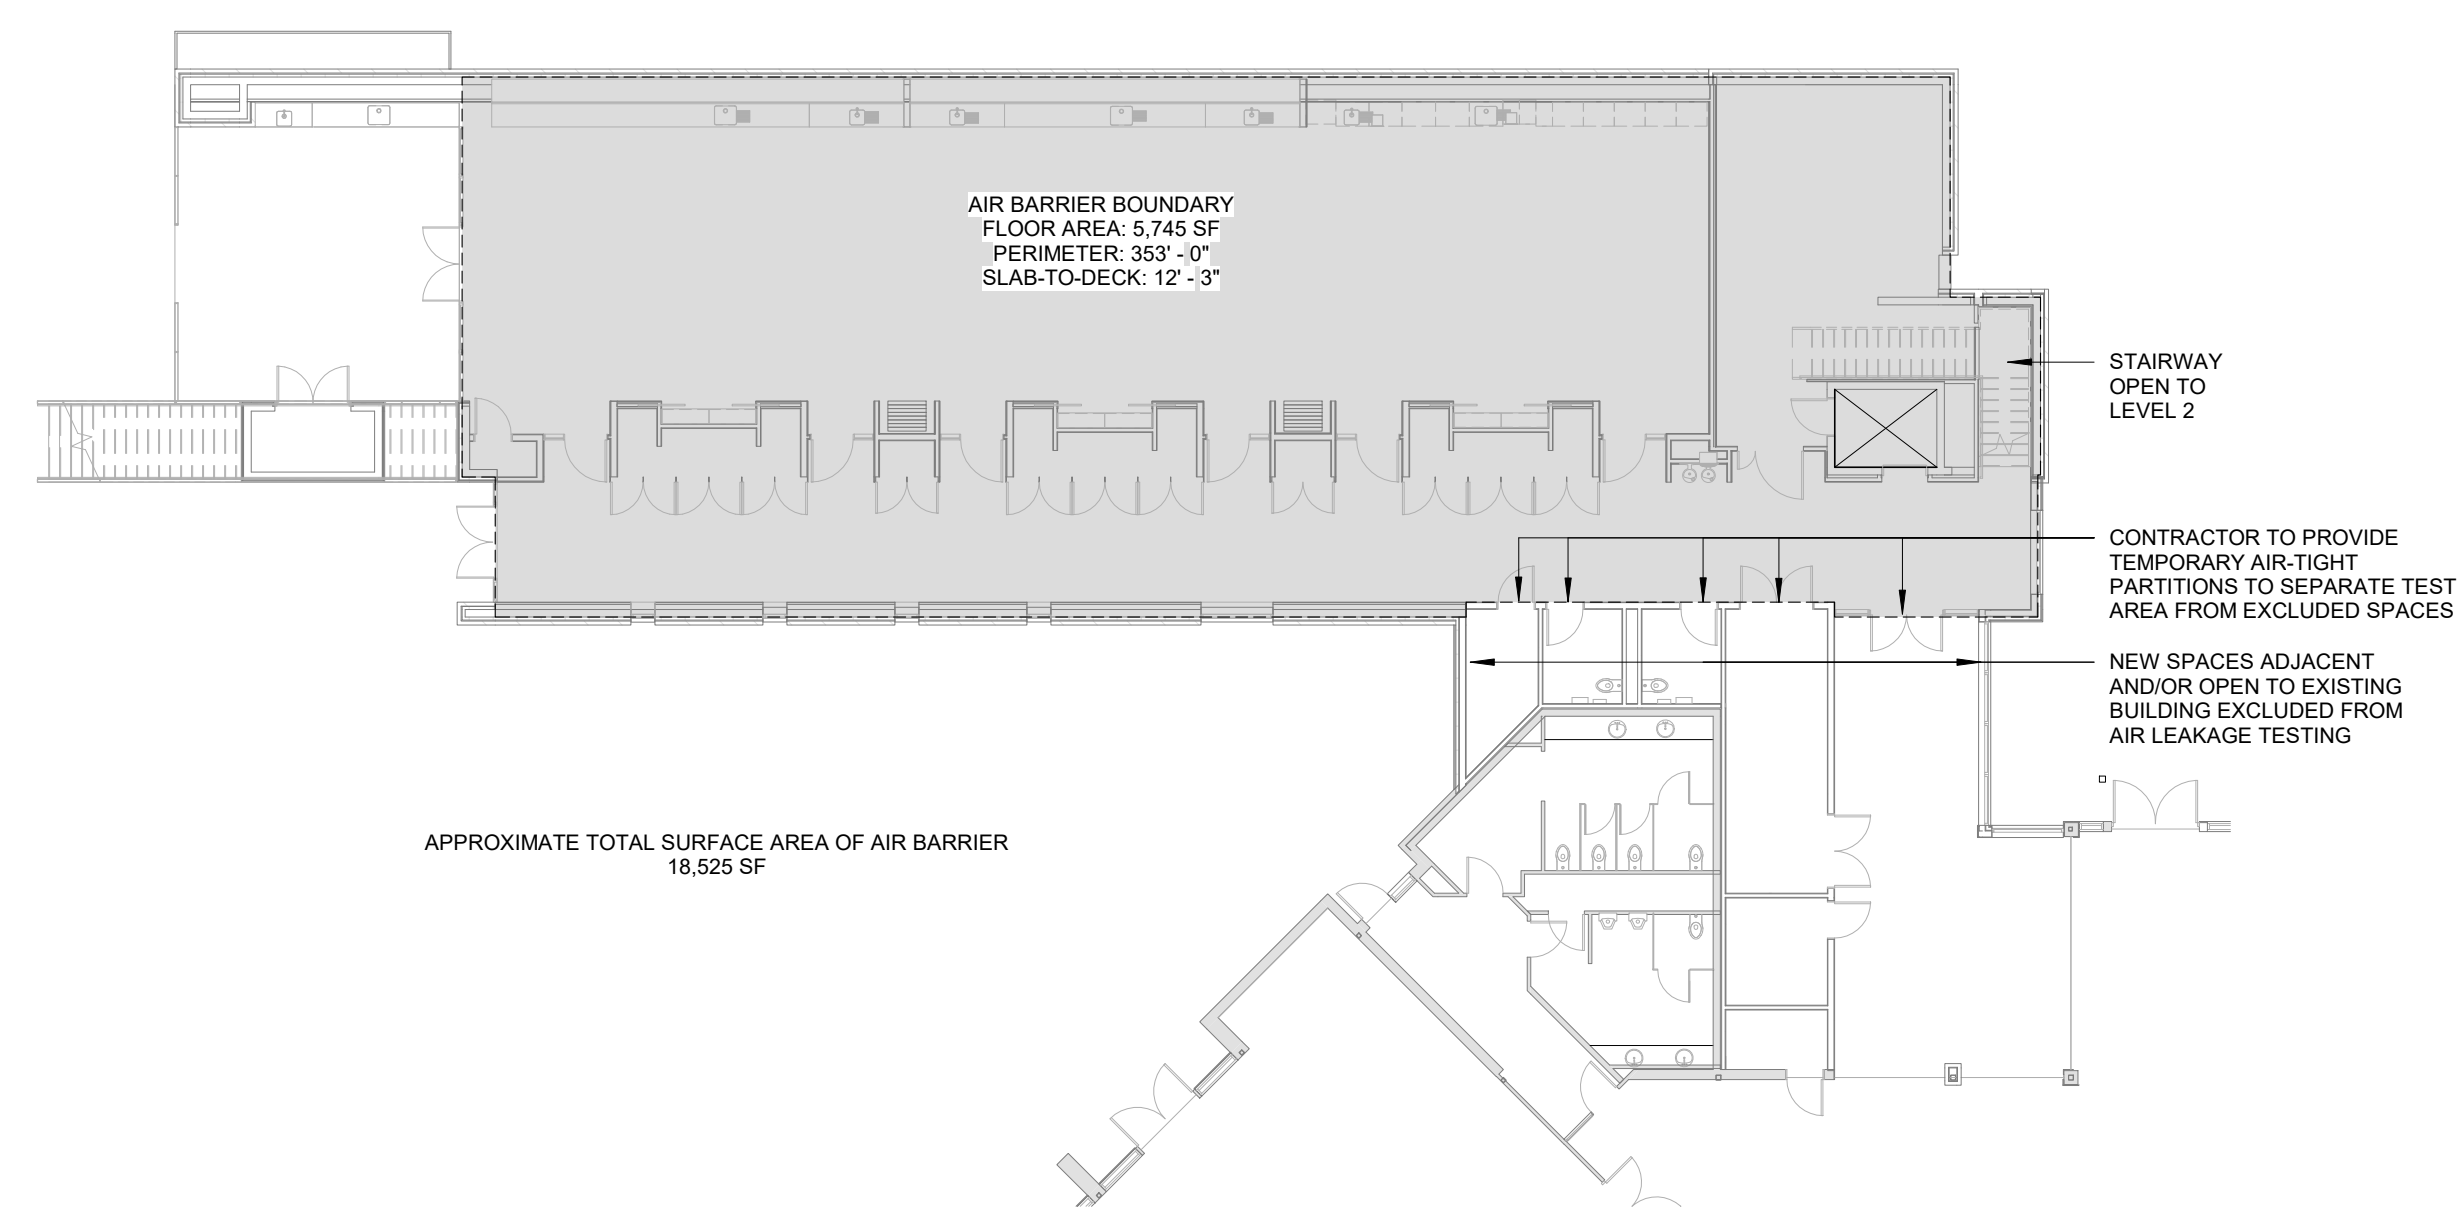 AIR BARRIER BOUNDARY
FLOOR AREA: 5,745 SF
PERIMETER: 353' - 0"
SLAB-TO-DECK: 12' - 3"
STAIRWAY
OPEN TO
LEVEL 2
CONTRACTOR TO PROVIDE
TEMPORARY AIR-TIGHT
PARTITIONS TO SEPARATE TEST
AREA FROM EXCLUDED SPACES
NEW SPACES ADJACENT
AND/OR OPEN TO EXISTING
BUILDING EXCLUDED FROM
AIR LEAKAGE TESTING
APPROXIMATE TOTAL SURFACE AREA OF AIR BARRIER
18,525 SF